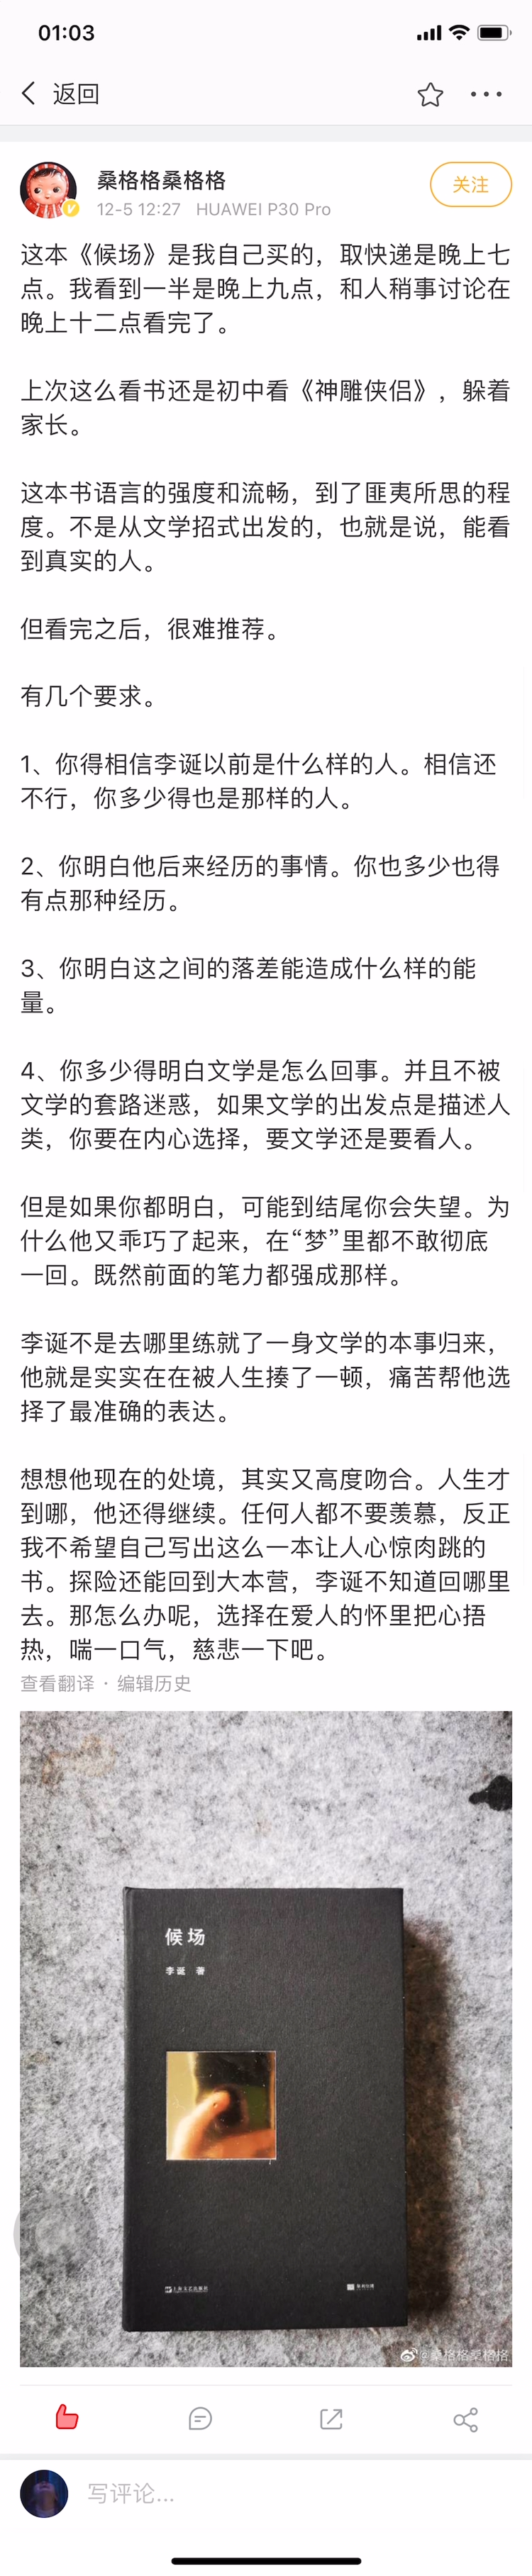 01:03
返回
桑格格桑格格
12-5 12:27 HUAWEI P30 Pro
关注
这本《候场》是我自己买的，取快递是晚上七
点。我看到一半是晚上九点，和人稍事讨论在
晚上十二点看完了。
上次这么看书还是初中看《神雕侠侣》，躲着
家长。
这本书语言的强度和流畅，到了匪夷所思的程
度。不是从文学招式出发的，也就是说，能看
到真实的人。
但看完之后，很难推荐。
有几个要求。
1、你得相信李诞以前是什么样的人。相信还
不行，你多少得也是那样的人。
2、你明白他后来经历的事情。你也多少也得
有点那种经历。
3、你明白这之间的落差能造成什么样的能
量。
4、你多少得明白文学是怎么回事。并且不被
文学的套路迷惑，如果文学的出发点是描述人
类，你要在内心选择，要文学还是要看人。
但是如果你都明白，可能到结尾你会失望。为
什么他又乖巧了起来，在“梦”里都不敢彻底
一回。既然前面的笔力都强成那样。
李诞不是去哪里练就了一身文学的本事归来，
他就是实实在在被人生揍了一顿，痛苦帮他选
择了最准确的表达。
想想他现在的处境，其实又高度吻合。人生才
到哪，他还得继续。任何人都不要羡慕，反正
我不希望自己写出这么一本让人心惊肉跳的
书。探险还能回到大本营，李诞不知道回哪里
去。那怎么办呢，选择在爱人的怀里把心捂
热，喘一口气，慈悲一下吧。
查看翻译 · 编辑历史
候场
李诞 著
上海文艺出版社
@桑格格桑格格
写评论...